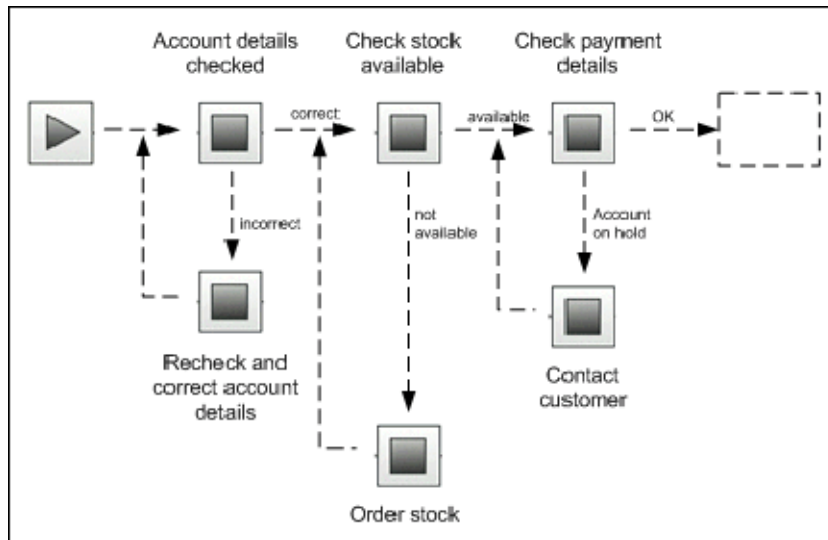 Account details
checked
Check stock
available
Check payment
details
correct
available
OK
incorrect
not
available
Account
on hold
Recheck and
correct account
details
Contact
customer
Order stock